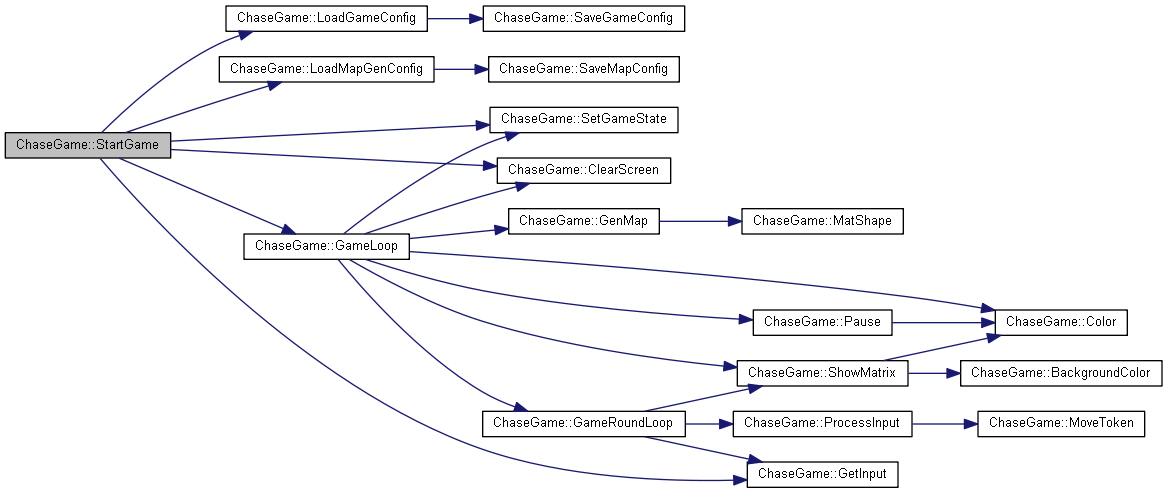 ChaseGame::LoadGameConfig
ChaseGame::SaveGameConfig
ChaseGame::LoadMapGenConfig
ChaseGame::SaveMapConfig
ChaseGame::SetGameState
ChaseGame::StartGame
ChaseGame::ClearScreen
ChaseGame::GenMap
ChaseGame::MatShape
ChaseGame::GameLoop
ChaseGame::Pause
ChaseGame::Color
ChaseGame::ShowMatrix
ChaseGame::BackgroundColor
ChaseGame::GameRoundLoop
ChaseGame::ProcessInput
ChaseGame::MoveToken
ChaseGame::GetInput